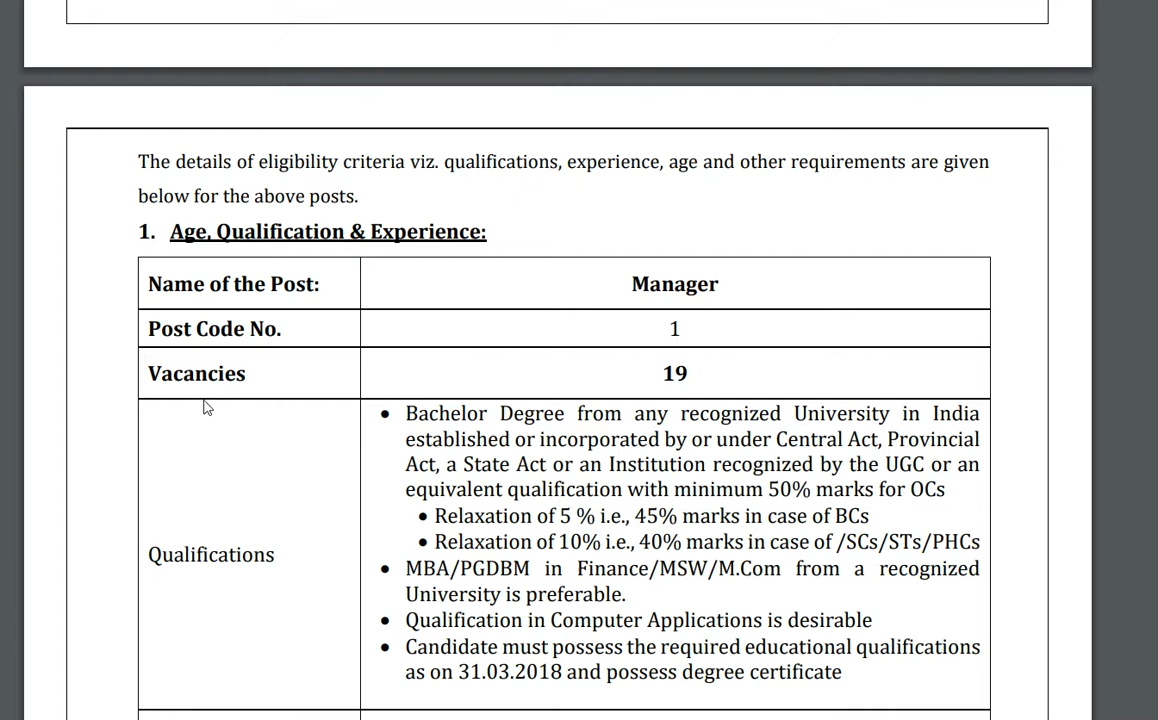 The details of eligibility criteria viz. qualifications, experience, age and other requirements are given
below for the above posts.
1. Age, Qualification & Experience:
Name of the Post: Manager
Post Code No. 1
Vacancies 19
• Bachelor Degree from any recognized University in India
established or incorporated by or under Central Act, Provincial
Act, a State Act or an Institution recognized by the UGC or an
equivalent qualification with minimum 50% marks for OCs
• Relaxation of 5 % i.e., 45% marks in case of BCs
• Relaxation of 10% i.e., 40% marks in case of /SCs/STs/PHCs
Qualifications
• MBA/PGDBM in Finance/MSW/M.Com from a recognized
University is preferable.
• Qualification in Computer Applications is desirable
• Candidate must possess the required educational qualifications
as on 31.03.2018 and possess degree certificate